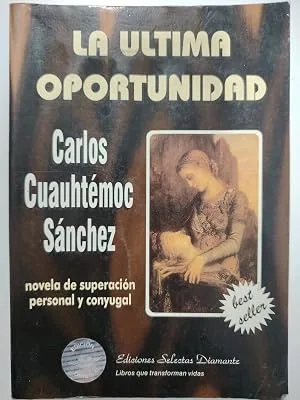 LA ULTIMA
OPORTUNIDAD
Carlos
Cuauhtémoc
Sánchez
novela de superación
personal y conyugal
best
seller
Ediciones Selectas Diamante
Libros que transforman vidas